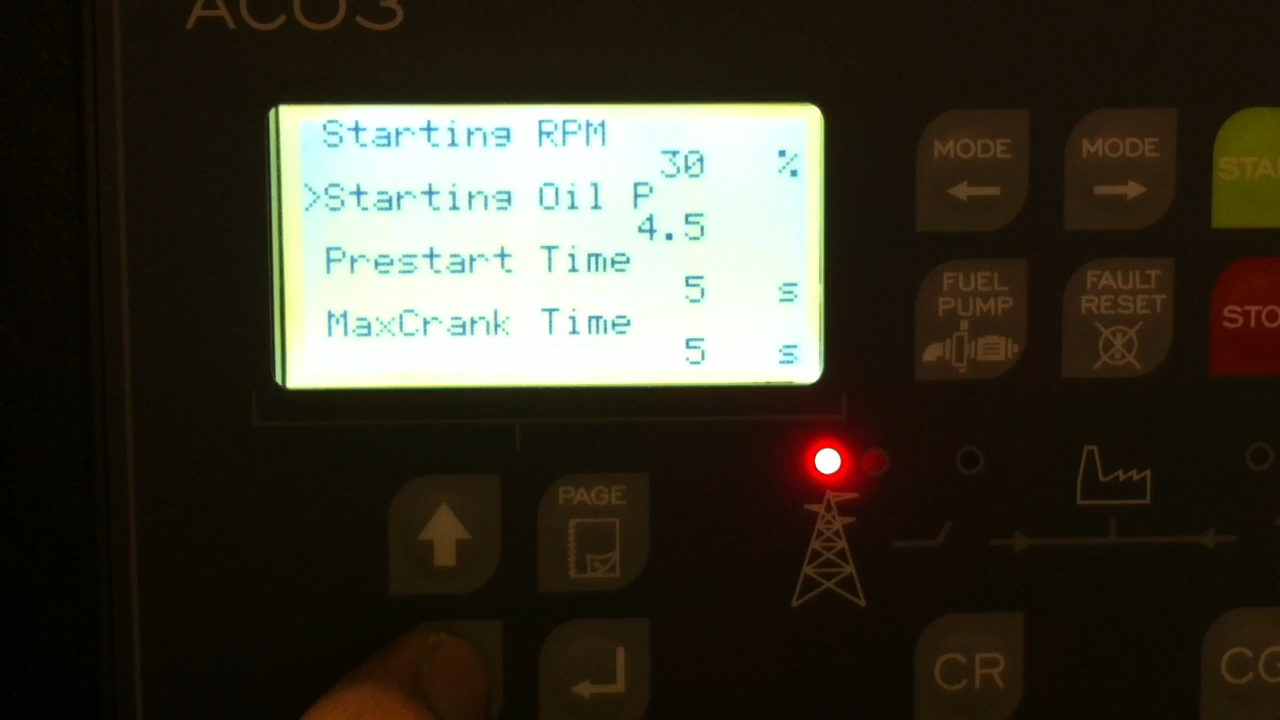 AC03
Starting RPM
30 %
>Starting Oil P
4.5
Prestart Time
5 s
MaxCrank Time
5 s
MODE
MODE
FUEL
PUMP
FAULT
RESET
PAGE
CR